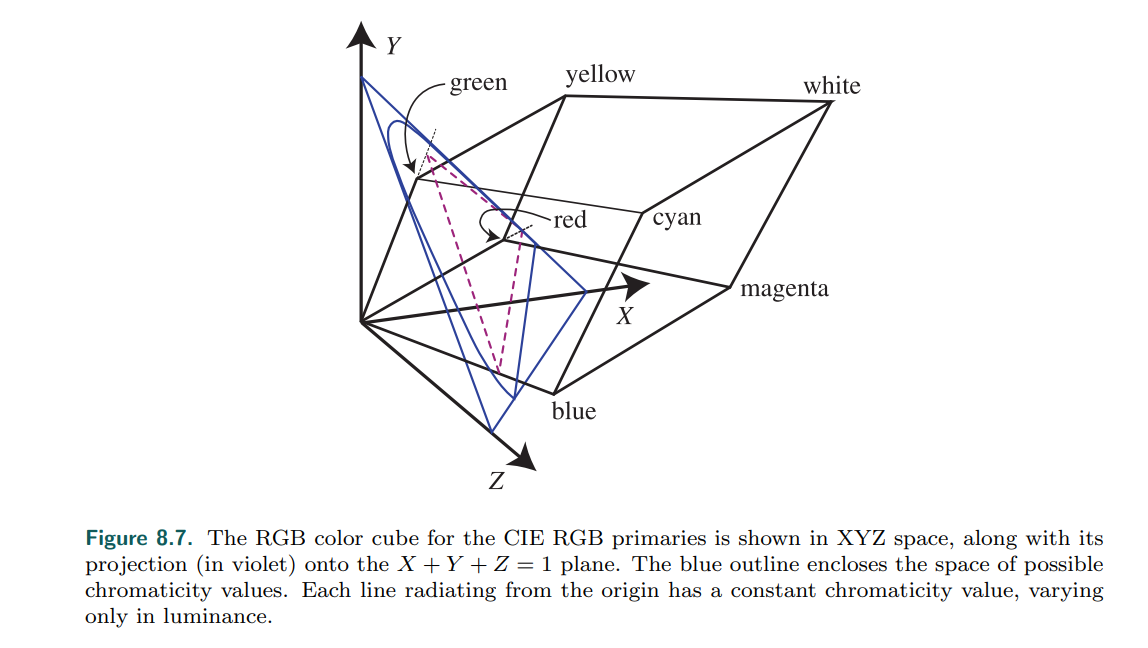 Y
green
yellow
white
red
cyan
magenta
X
blue
Z
Figure 8.7. The RGB color cube for the CIE RGB primaries is shown in XYZ space, along with its
projection (in violet) onto the X + Y + Z = 1 plane. The blue outline encloses the space of possible
chromaticity values. Each line radiating from the origin has a constant chromaticity value, varying
only in luminance.